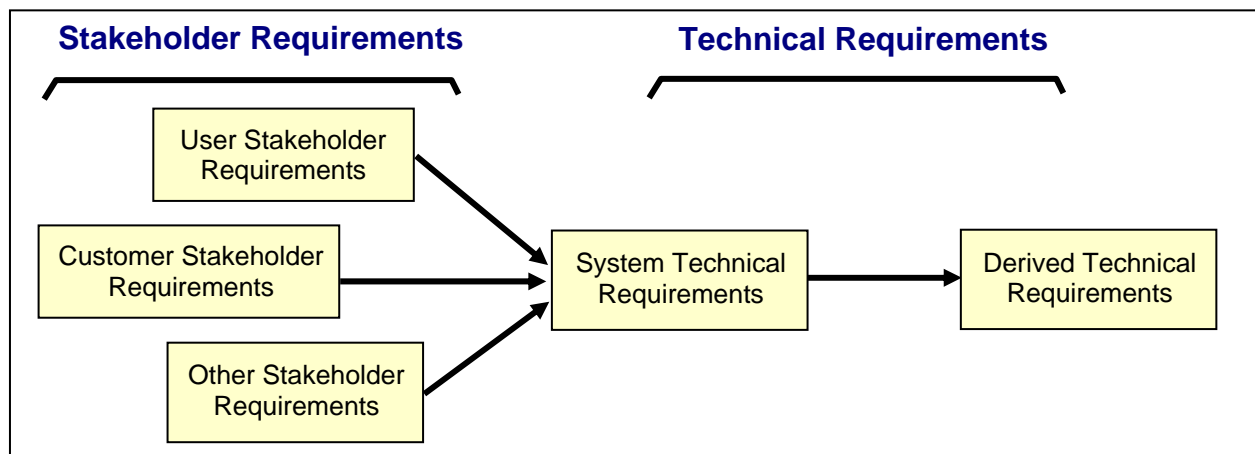 Stakeholder Requirements
Technical Requirements
User Stakeholder
Requirements
Customer Stakeholder
Requirements
Other Stakeholder
Requirements
System Technical
Requirements
Derived Technical
Requirements